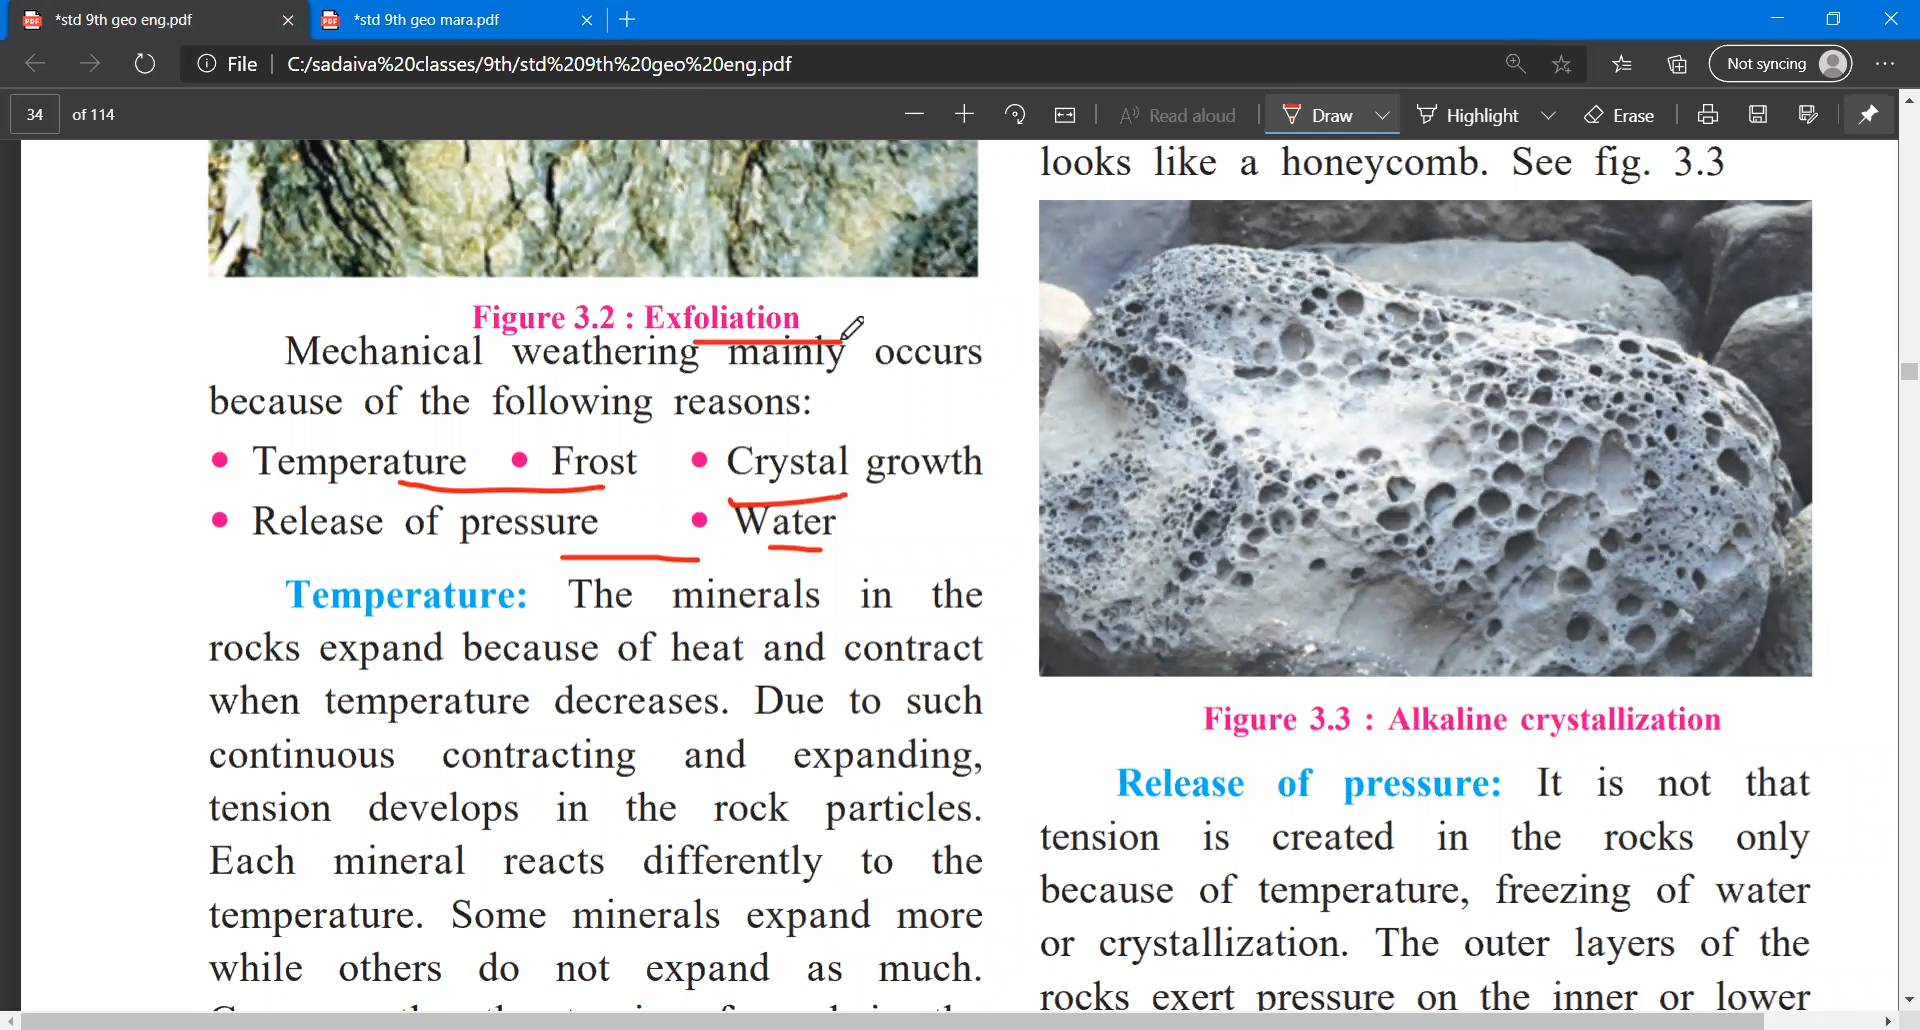 *std 9th geo eng.pdf
*std 9th geo mara.pdf
File
C:/sadaiva%20classes/9th/std%209th%20geo%20eng.pdf
Not syncing
34 of 114
Read aloud
Draw
Highlight
Erase
Figure 3.2 : Exfoliation
Mechanical weathering mainly occurs
because of the following reasons:
• Temperature • Frost • Crystal growth
• Release of pressure • Water
Temperature: The minerals in the
rocks expand because of heat and contract
when temperature decreases. Due to such
continuous contracting and expanding,
tension develops in the rock particles.
Each mineral reacts differently to the
temperature. Some minerals expand more
while others do not expand as much.
looks like a honeycomb. See fig. 3.3
Figure 3.3 : Alkaline crystallization
Release of pressure: It is not that
tension is created in the rocks only
because of temperature, freezing of water
or crystallization. The outer layers of the
rocks exert pressure on the inner or lower